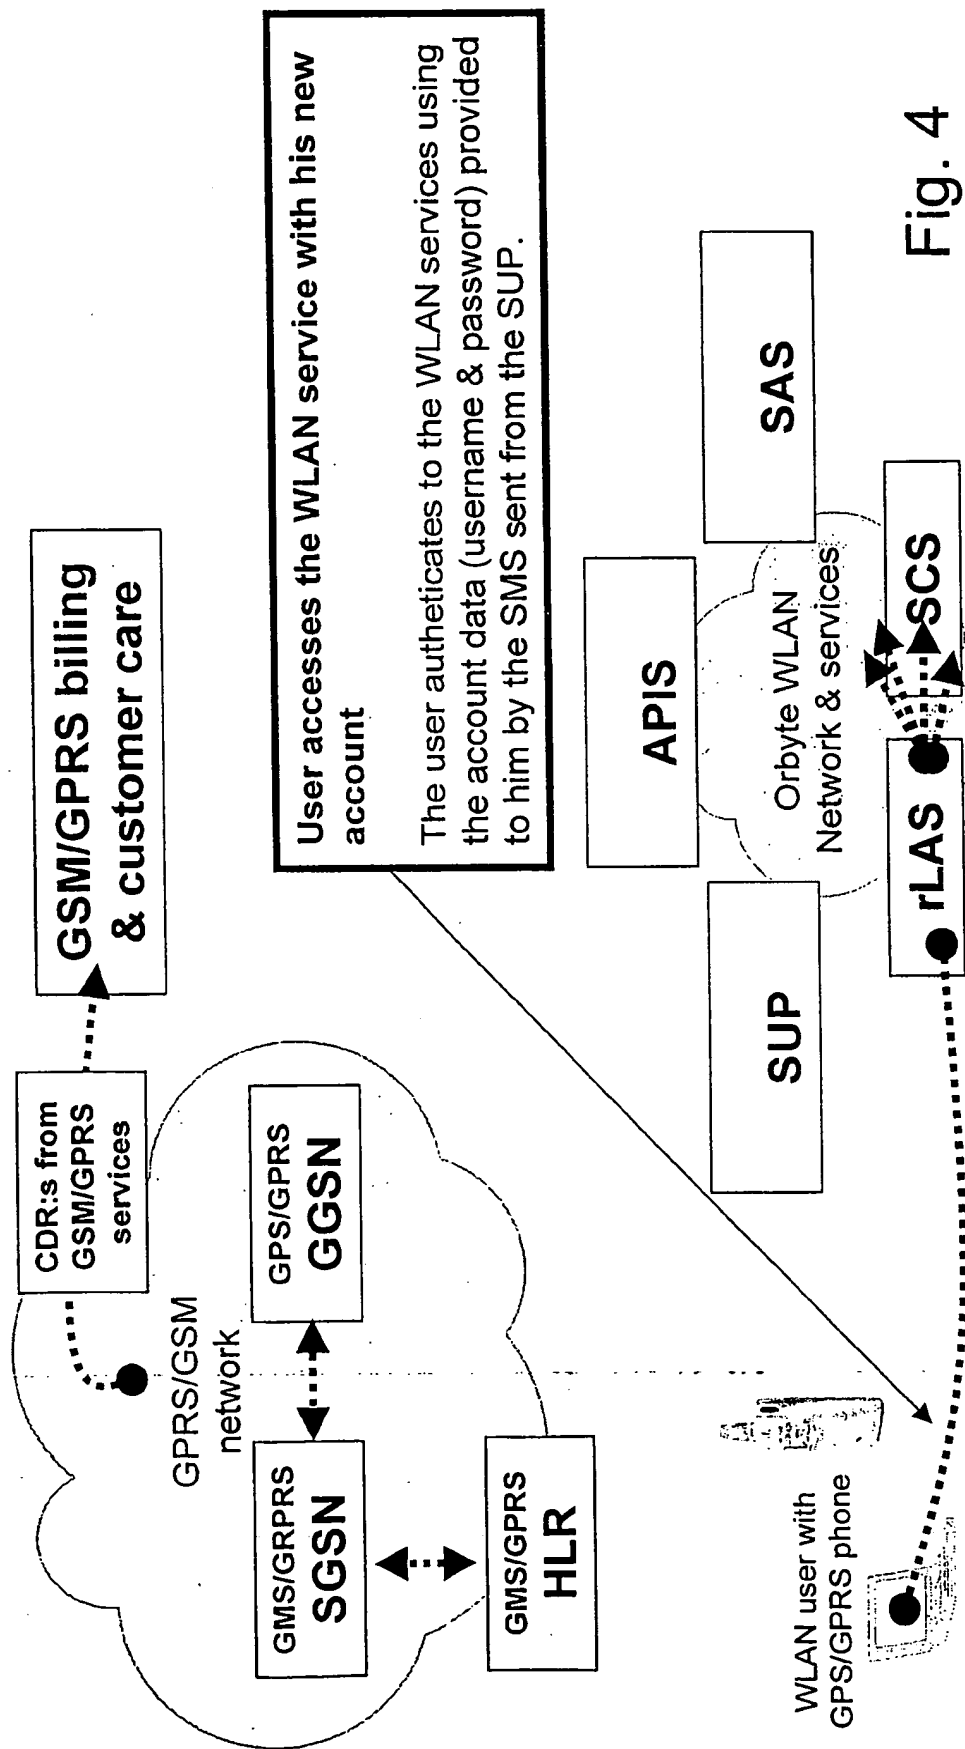 CDR:s from
GSM/GPRS
services
GSM/GPRS billing
& customer care
GPRS/GSM
network
GMS/GRPRS
SGSN
GPS/GPRS
GGSN
GMS/GPRS
HLR
User accesses the WLAN service with his new
account
The user autheticates to the WLAN services using
the account data (username & password) provided
to him by the SMS sent from the SUP.
WLAN user with
GPS/GPRS phone
SUP
APIS
SAS
Orbyte WLAN
Network & services
rLAS
SCS
Fig. 4